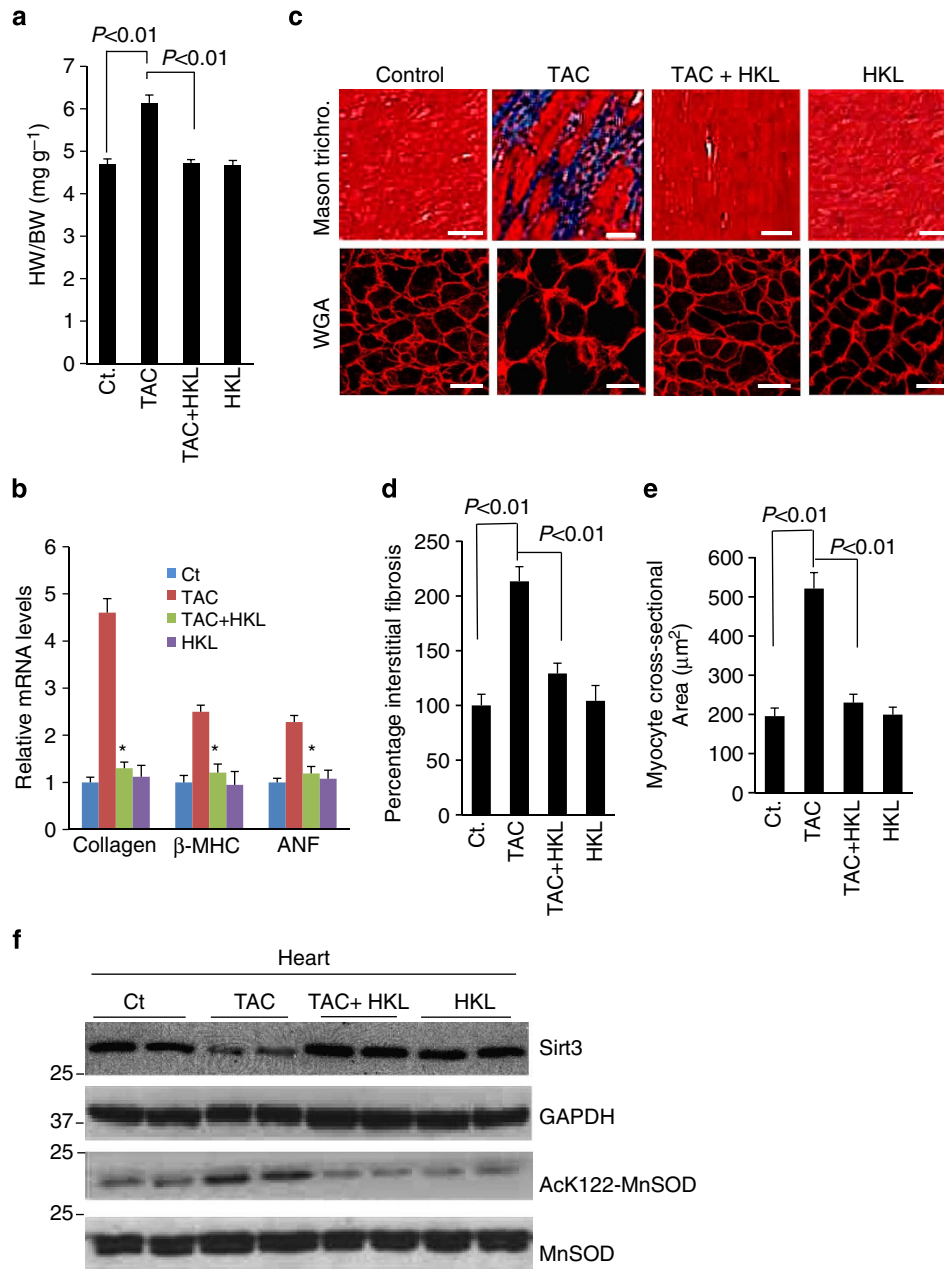 a
P<0.01
P<0.01
7
6
5
4
3
2
1
0
HW/BW (mg g⁻¹)
Ct.
TAC
TAC+HKL
HKL
c
Control
TAC
TAC + HKL
HKL
Mason trichro.
WGA
b
6
5
4
3
2
1
0
Relative mRNA levels
Ct
TAC
TAC+HKL
HKL
*
*
*
Collagen
β-MHC
ANF
d
P<0.01
P<0.01
250
200
150
100
50
0
Percentage interstitial fibrosis
Ct.
TAC
TAC+HKL
HKL
e
P<0.01
P<0.01
600
500
400
300
200
100
0
Myocyte cross-sectional
Area (μm²)
Ct.
TAC
TAC+HKL
HKL
f
Heart
Ct
TAC
TAC+ HKL
HKL
Sirt3
25
GAPDH
37
25
AcK122-MnSOD
25
MnSOD